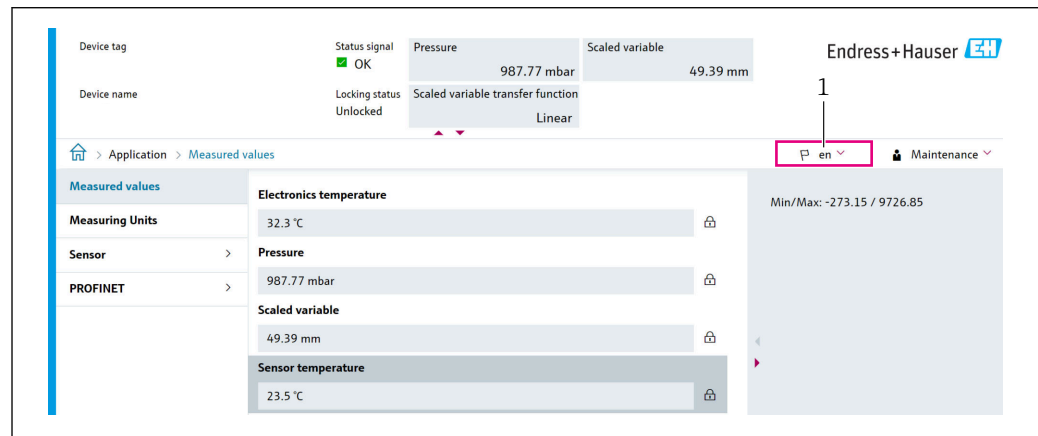 Device tag
Status signal
OK
Pressure
987.77 mbar
Scaled variable
49.39 mm
Endress+Hauser EH
Device name
Locking status
Unlocked
Scaled variable transfer function
Linear
1
> Application > Measured values
en
Maintenance
Measured values
Measuring Units
Sensor >
PROFINET >
Electronics temperature
32.3 °C
Pressure
987.77 mbar
Scaled variable
49.39 mm
Sensor temperature
23.5 °C
Min/Max: -273.15 / 9726.85